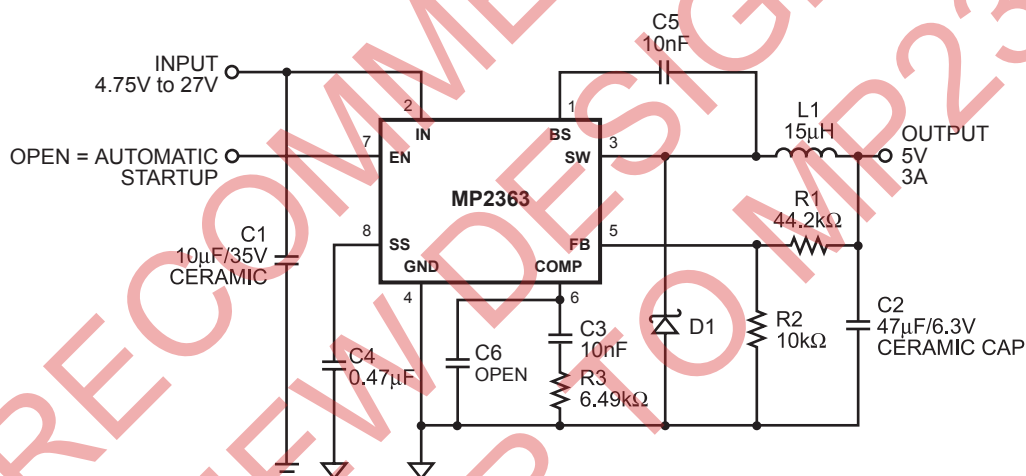 C5
10nF
INPUT
4.75V to 27V
2
IN
1
BS
L1
15µH
OUTPUT
5V
3A
7
EN
SW
3
OPEN = AUTOMATIC
STARTUP
MP2363
R1
44.2kΩ
8
SS
FB
5
C1
10µF/35V
CERAMIC
GND
COMP
4
6
C4
0.47µF
C6
OPEN
C3
10nF
R3
6.49kΩ
D1
R2
10kΩ
C2
47µF/6.3V
CERAMIC CAP